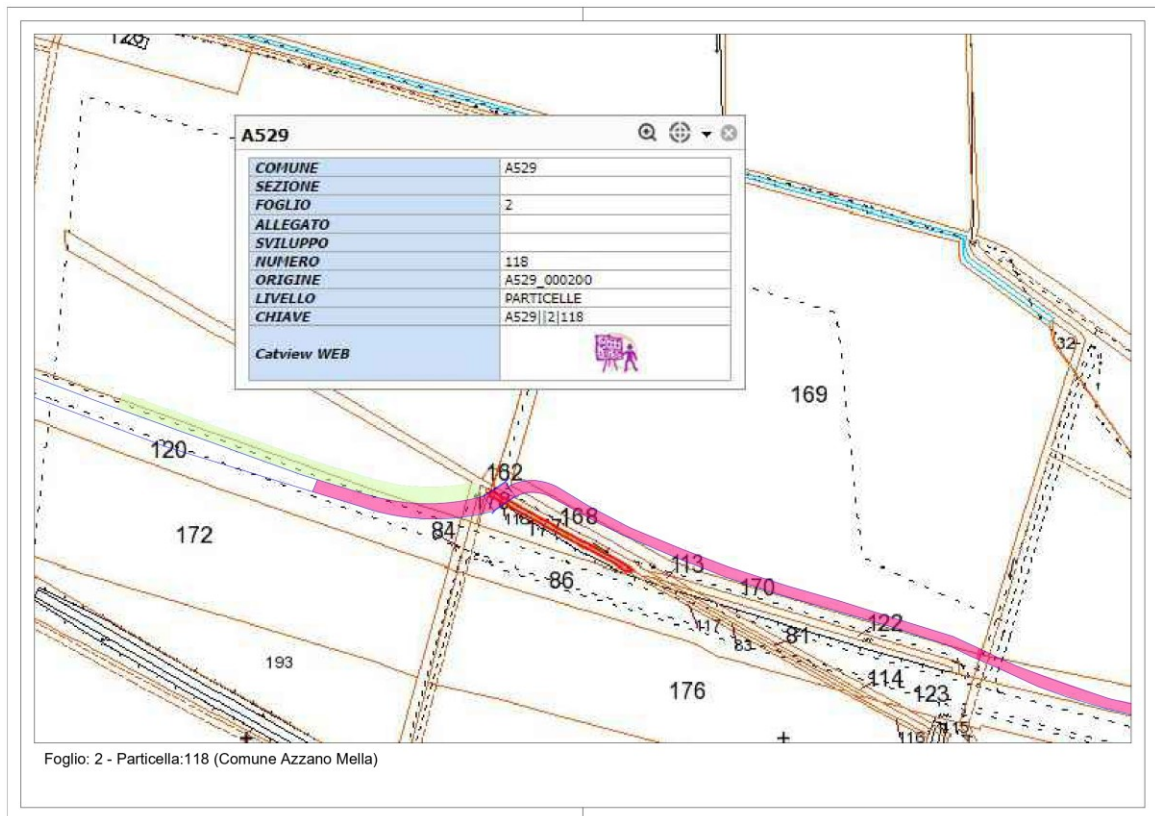 129
A529
COMUNE A529
SEZIONE
FOGLIO 2
ALLEGATO
SVILUPPO
NUMERO 118
ORIGINE A529_000200
LIVELLO PARTICELLE
CHIAVE A529||2|118
Catview WEB
32
169
120
162
178
118
177
168
172
84
86
113
170
122
117
83
81
193
176
114
123
116
115
Foglio: 2 - Particella:118 (Comune Azzano Mella)